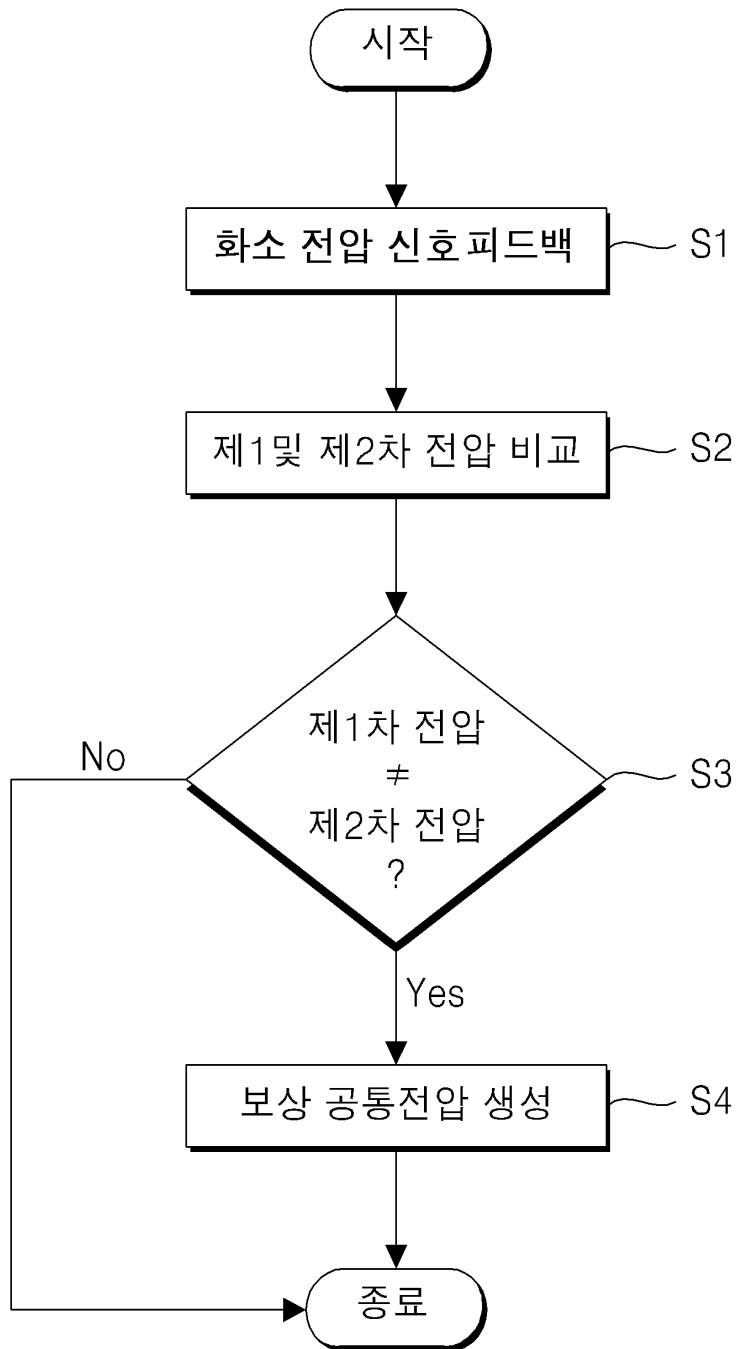 시작
화소 전압 신호피드백
S1
제1및 제2차 전압 비교
S2
제1차 전압
≠
제2차 전압
?
No
S3
Yes
보상 공통전압 생성
S4
종료